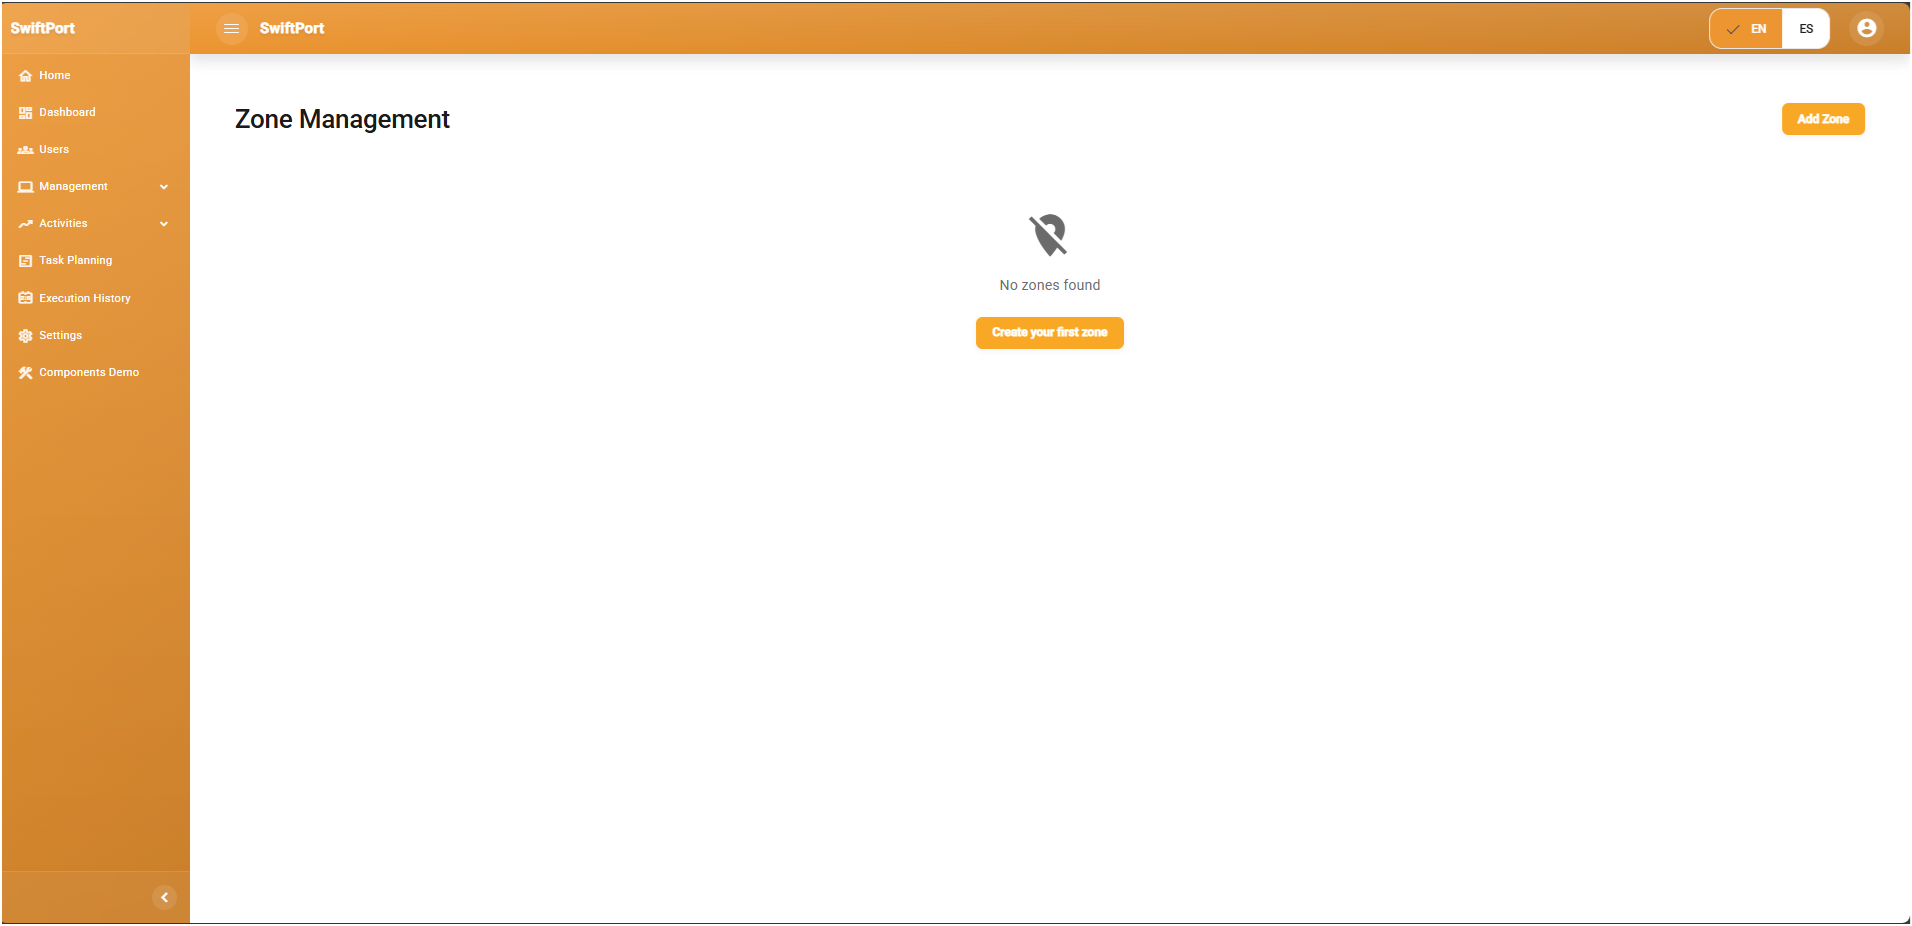 SwiftPort
SwiftPort
EN
ES
Home
Dashboard
Users
Management
Activities
Task Planning
Execution History
Settings
Components Demo
Zone Management
Add Zone
No zones found
Create your first zone